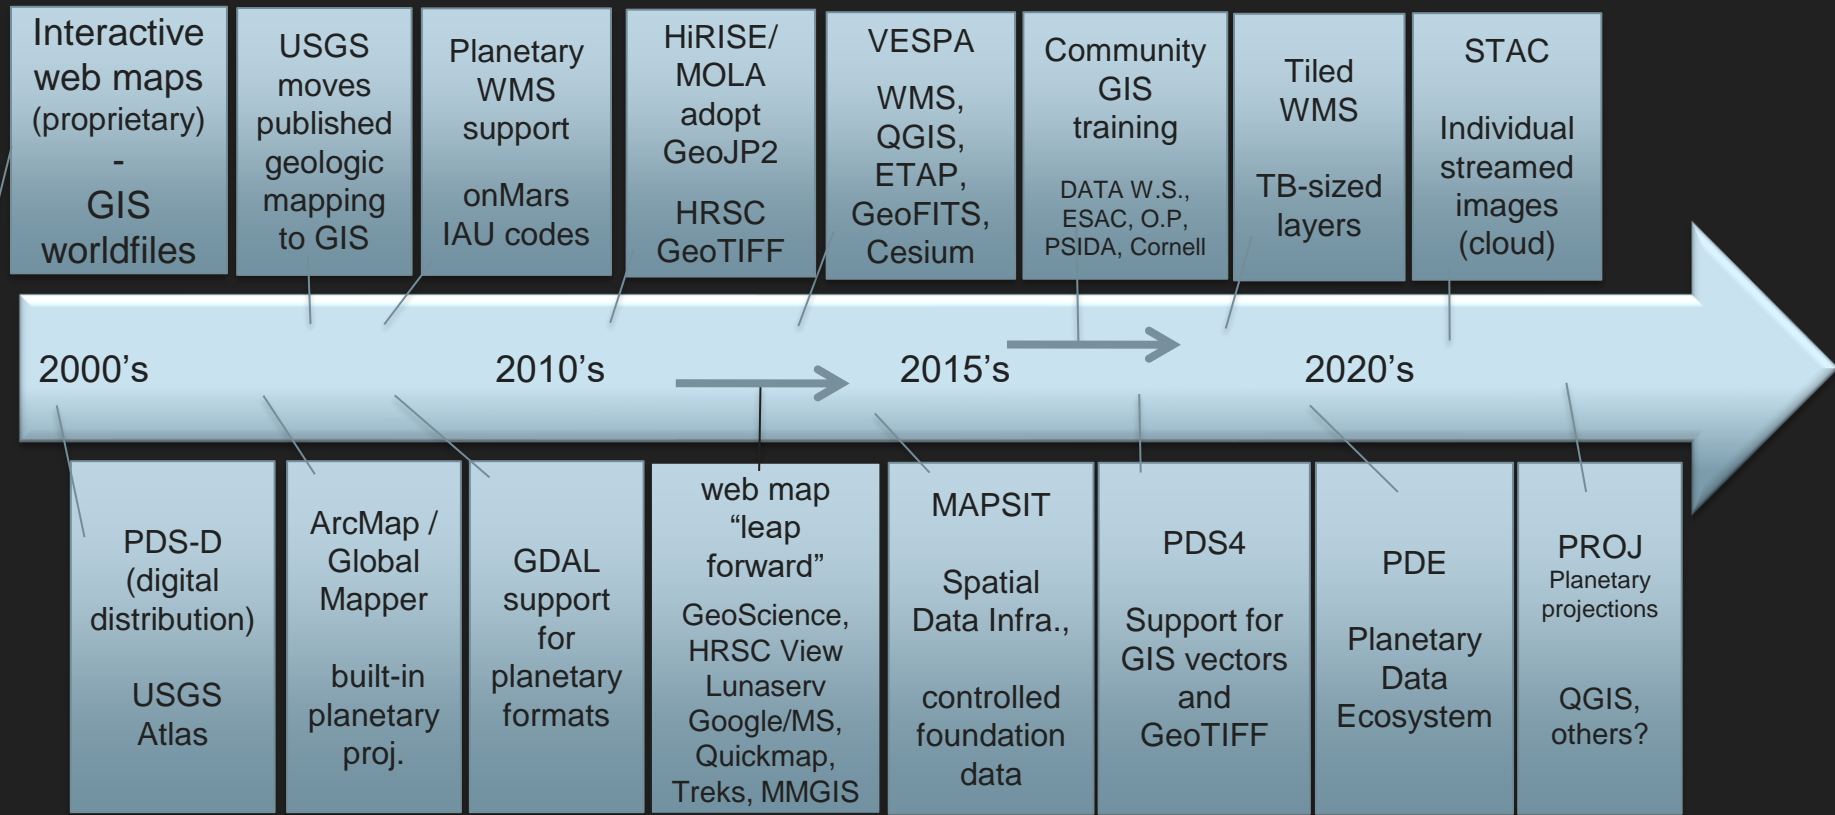 Interactive
web maps
(proprietary)
-
GIS
worldfiles
USGS
moves
published
geologic
mapping
to GIS
Planetary
WMS
support
onMars
IAU codes
HiRISE/
MOLA
adopt
GeoJP2
HRSC
GeoTIFF
VESPA
WMS,
QGIS,
ETAP,
GeoFITS,
Cesium
Community
GIS
training
DATA W.S.,
ESAC, O.P,
PSIDA, Cornell
Tiled
WMS
TB-sized
layers
STAC
Individual
streamed
images
(cloud)
2000’s
2010’s
2015’s
2020’s
PDS-D
(digital
distribution)
USGS
Atlas
ArcMap /
Global
Mapper
built-in
planetary
proj.
GDAL
support
for
planetary
formats
web map
“leap
forward”
GeoScience,
HRSC View
Lunaserv
Google/MS,
Quickmap,
Treks, MMGIS
MAPSIT
Spatial
Data Infra.,
controlled
foundation
data
PDS4
Support for
GIS vectors
and
GeoTIFF
PDE
Planetary
Data
Ecosystem
PROJ
Planetary
projections
QGIS,
others?